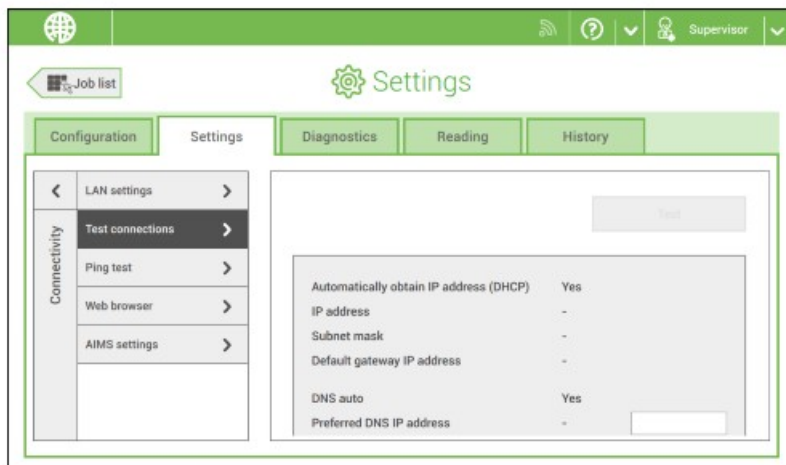 Supervisor
Job list
Settings
Configuration
Settings
Diagnostics
Reading
History
Connectivity
LAN settings
Test connections
Ping test
Web browser
AIMS settings
Test
Automatically obtain IP address (DHCP) Yes
IP address -
Subnet mask -
Default gateway IP address -
DNS auto Yes
Preferred DNS IP address -